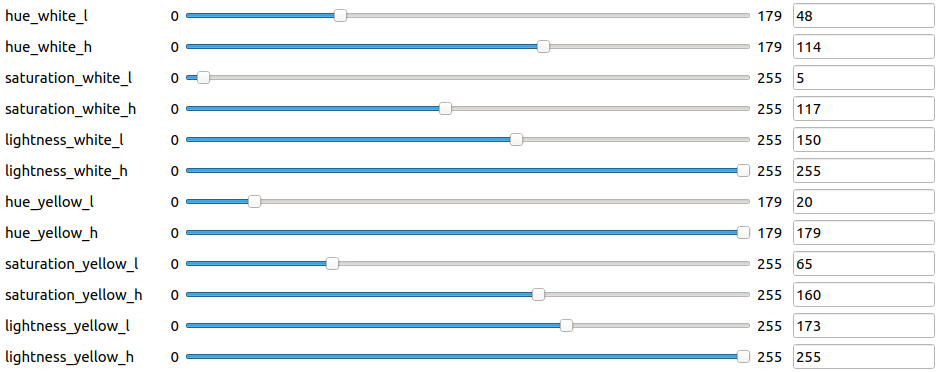 hue_white_l 0 179 48
hue_white_h 0 179 114
saturation_white_l 0 255 5
saturation_white_h 0 255 117
lightness_white_l 0 255 150
lightness_white_h 0 255 255
hue_yellow_l 0 179 20
hue_yellow_h 0 179 179
saturation_yellow_l 0 255 65
saturation_yellow_h 0 255 160
lightness_yellow_l 0 255 173
lightness_yellow_h 0 255 255